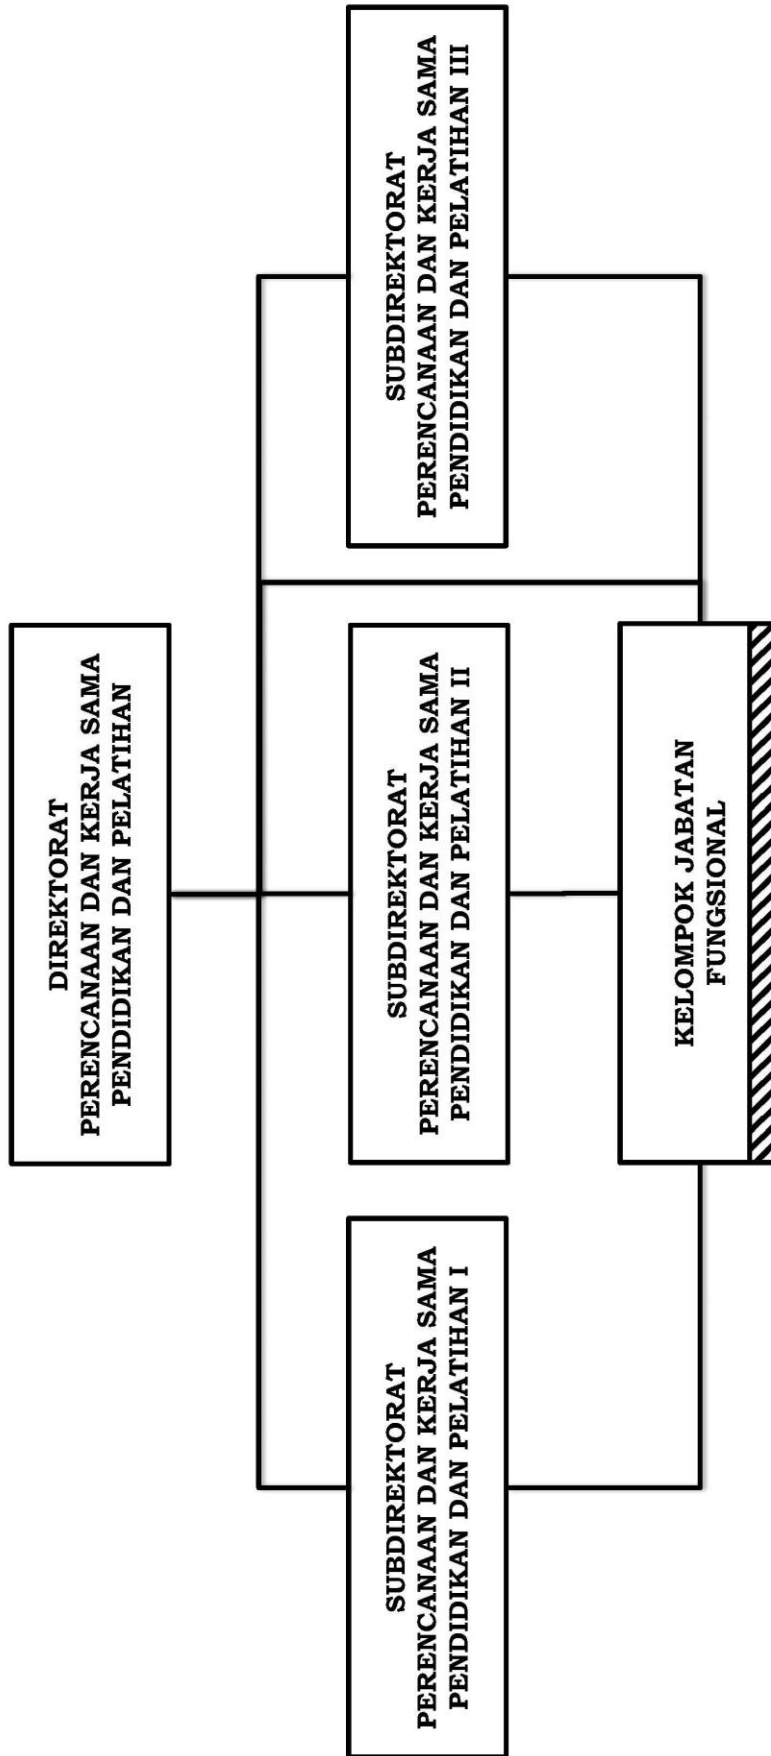 DIREKTORAT
PERENCANAAN DAN KERJA SAMA
PENDIDIKAN DAN PELATIHAN
SUBDIREKTORAT
PERENCANAAN DAN KERJA SAMA
PENDIDIKAN DAN PELATIHAN I
SUBDIREKTORAT
PERENCANAAN DAN KERJA SAMA
PENDIDIKAN DAN PELATIHAN II
SUBDIREKTORAT
PERENCANAAN DAN KERJA SAMA
PENDIDIKAN DAN PELATIHAN III
KELOMPOK JABATAN
FUNGSIONAL